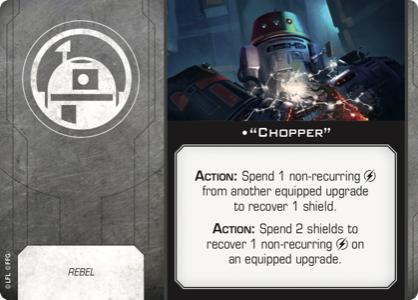 •"Chopper"
Action: Spend 1 non-recurring
from another equipped upgrade
to recover 1 shield.
Action: Spend 2 shields to
recover 1 non-recurring on
an equipped upgrade.
REBEL
© LFL © FFG